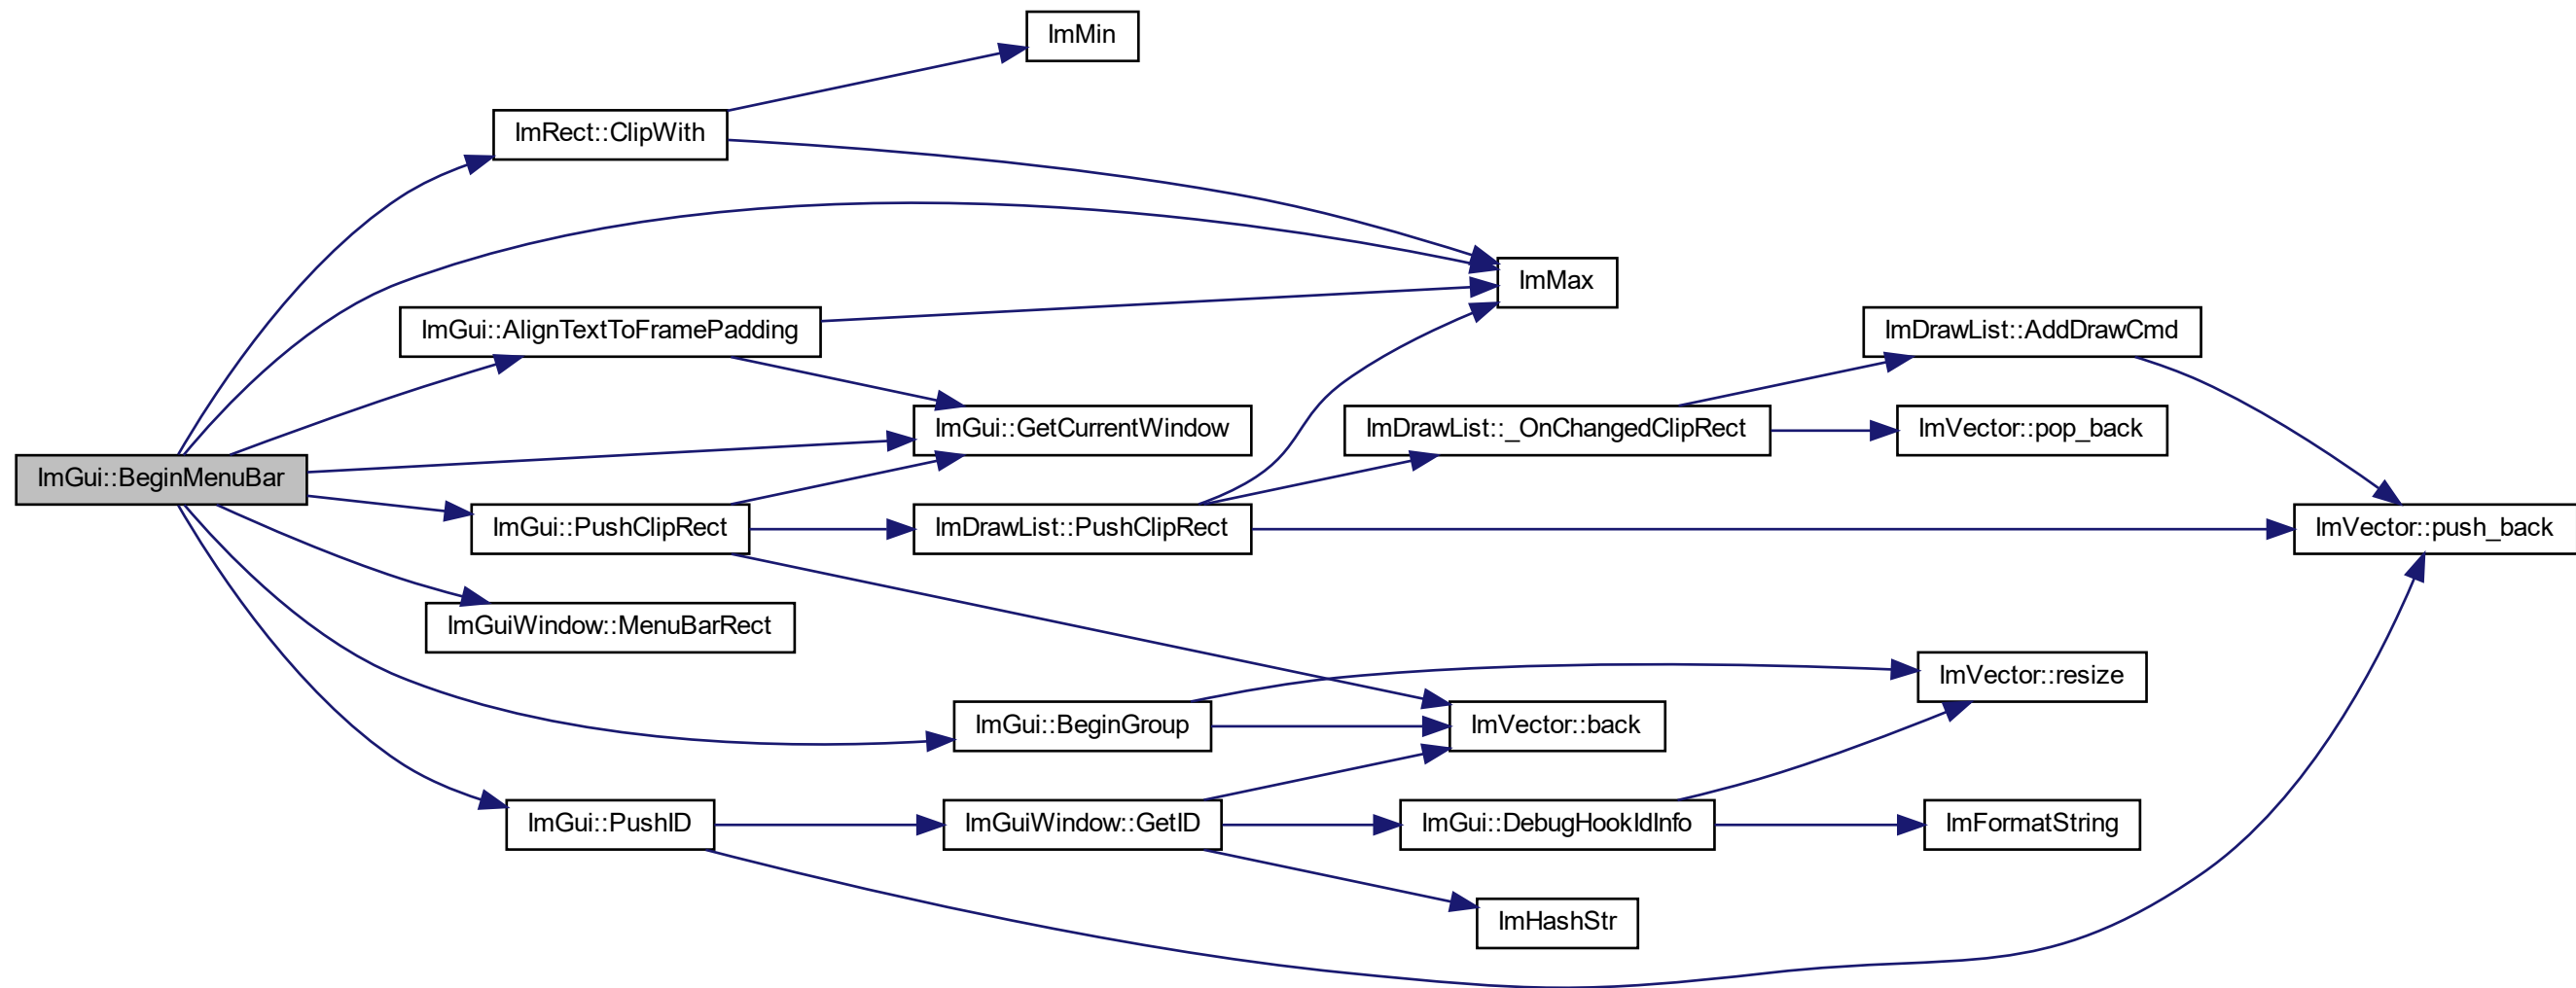 ImMin
ImRect::ClipWith
ImMax
ImGui::AlignTextToFramePadding
ImDrawList::AddDrawCmd
ImGui::GetCurrentWindow
ImDrawList::_OnChangedClipRect
ImVector::pop_back
ImGui::BeginMenuBar
ImGui::PushClipRect
ImDrawList::PushClipRect
ImVector::push_back
ImGuiWindow::MenuBarRect
ImVector::resize
ImGui::BeginGroup
ImVector::back
ImGui::PushID
ImGuiWindow::GetID
ImGui::DebugHookIdInfo
ImFormatString
ImHashStr